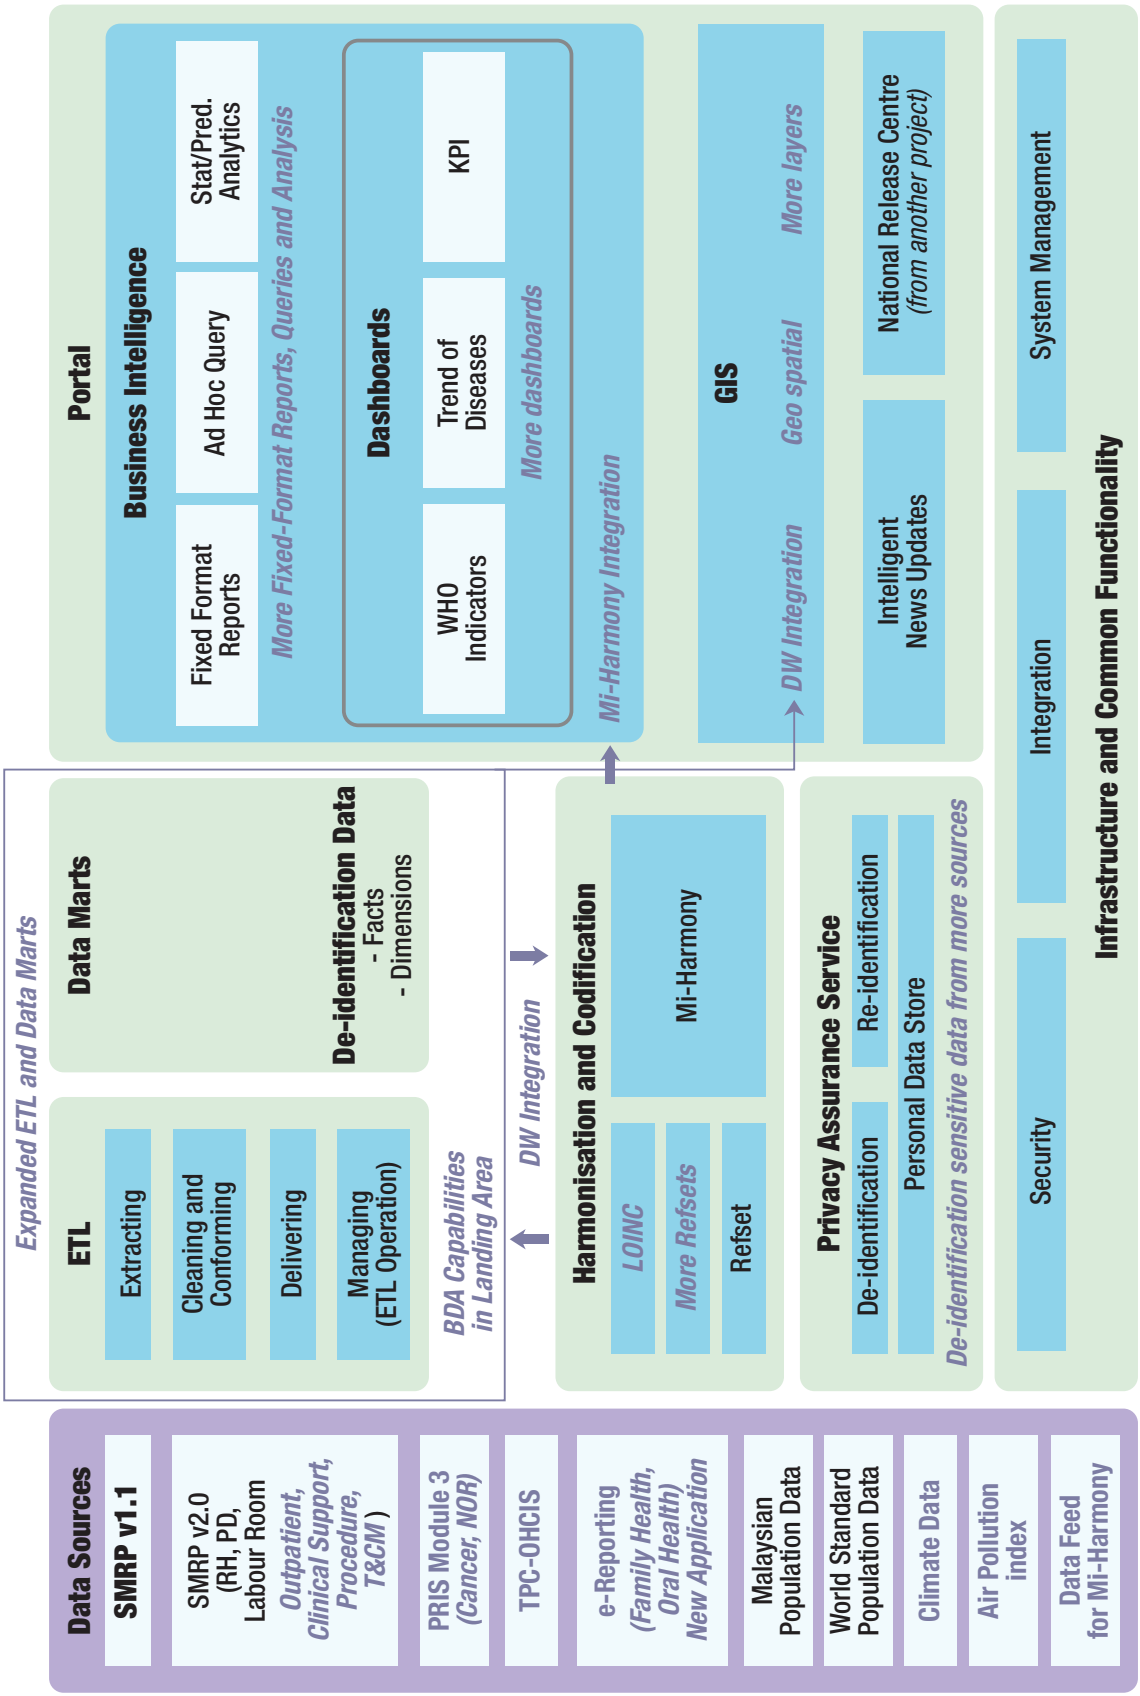 Data Sources
SMRP v1.1
SMRP v2.0
(RH, PD,
Labour Room
Outpatient,
Clinical Support,
Procedure,
T&CM )
PRIS Module 3
(Cancer, NOR)
TPC-OHCIS
e-Reporting
(Family Health,
Oral Health)
New Application
Malaysian
Population Data
World Standard
Population Data
Climate Data
Air Pollution
index
Data Feed
for Mi-Harmony
Expanded ETL and Data Marts
ETL
Extracting
Cleaning and
Conforming
Delivering
Managing
(ETL Operation)
BDA Capabilities
in Landing Area
Data Marts
De-identification Data
- Facts
- Dimensions
DW Integration
Harmonisation and Codification
LOINC
More Refsets
Refset
Mi-Harmony
Privacy Assurance Service
De-identification
Re-identification
Personal Data Store
De-identification sensitive data from more sources
Portal
Business Intelligence
Fixed Format
Reports
Ad Hoc Query
Stat/Pred.
Analytics
More Fixed-Format Reports, Queries and Analysis
Dashboards
WHO
Indicators
Trend of
Diseases
KPI
More dashboards
Mi-Harmony Integration
GIS
DW Integration
Geo spatial
More layers
Intelligent
News Updates
National Release Centre
(from another project)
Security
Integration
System Management
Infrastructure and Common Functionality